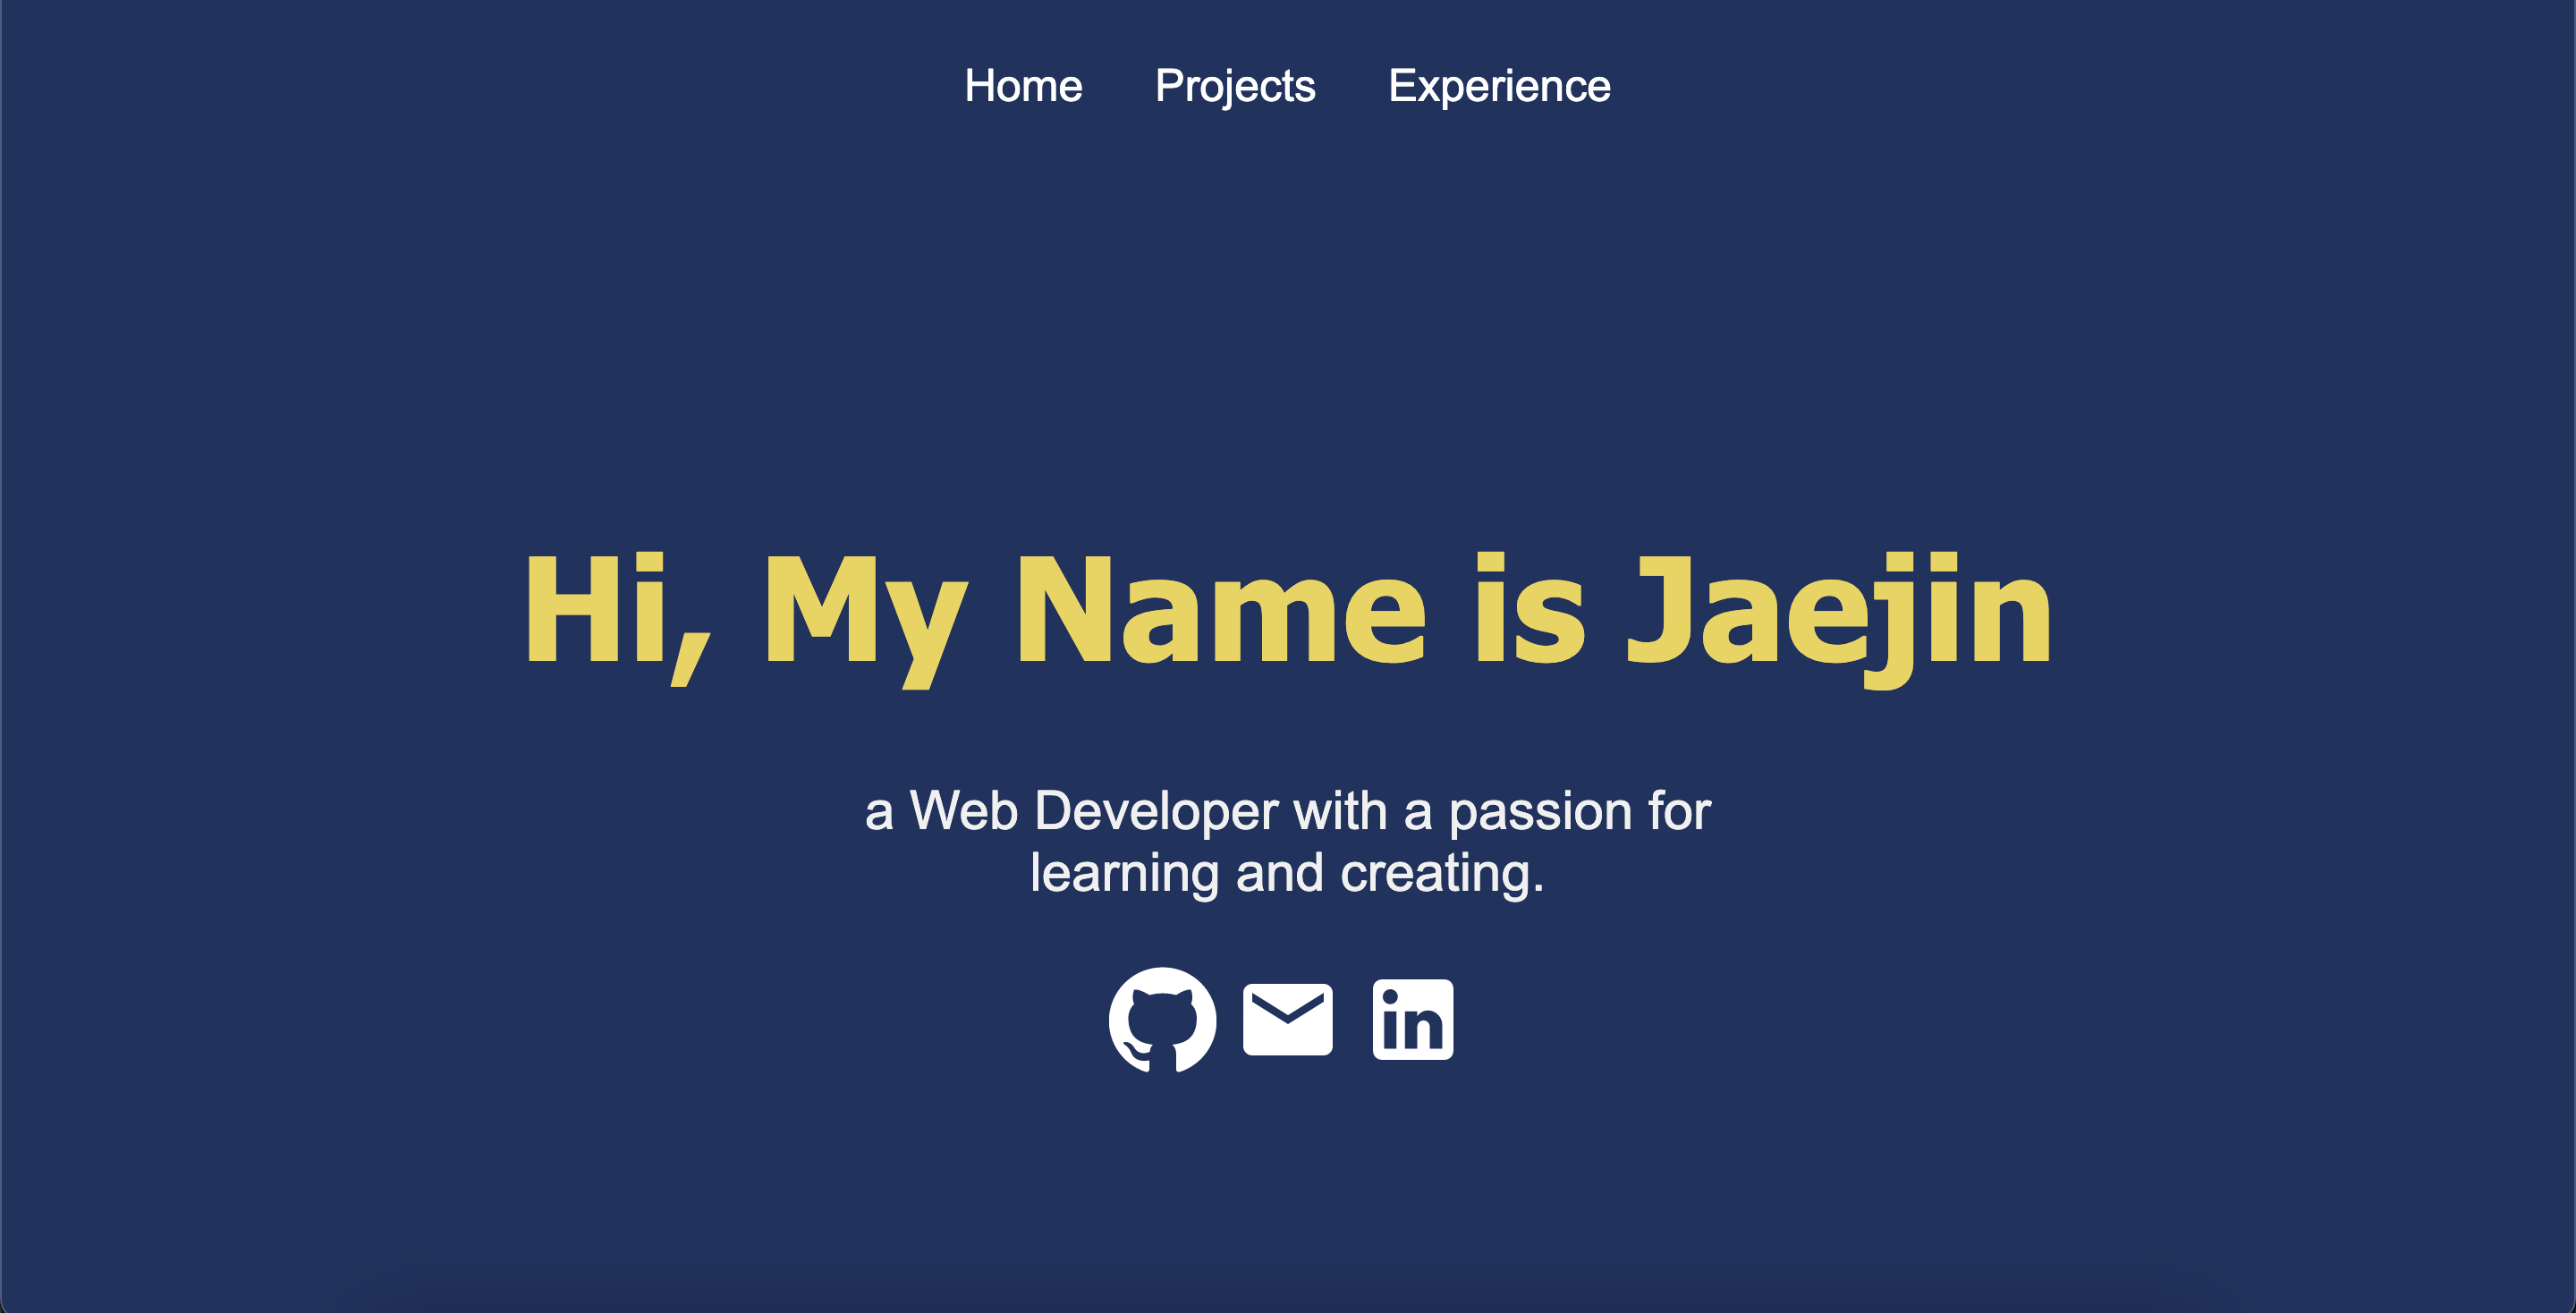 Home Projects Experience
Hi, My Name is Jaejin
a Web Developer with a passion for
learning and creating.
in